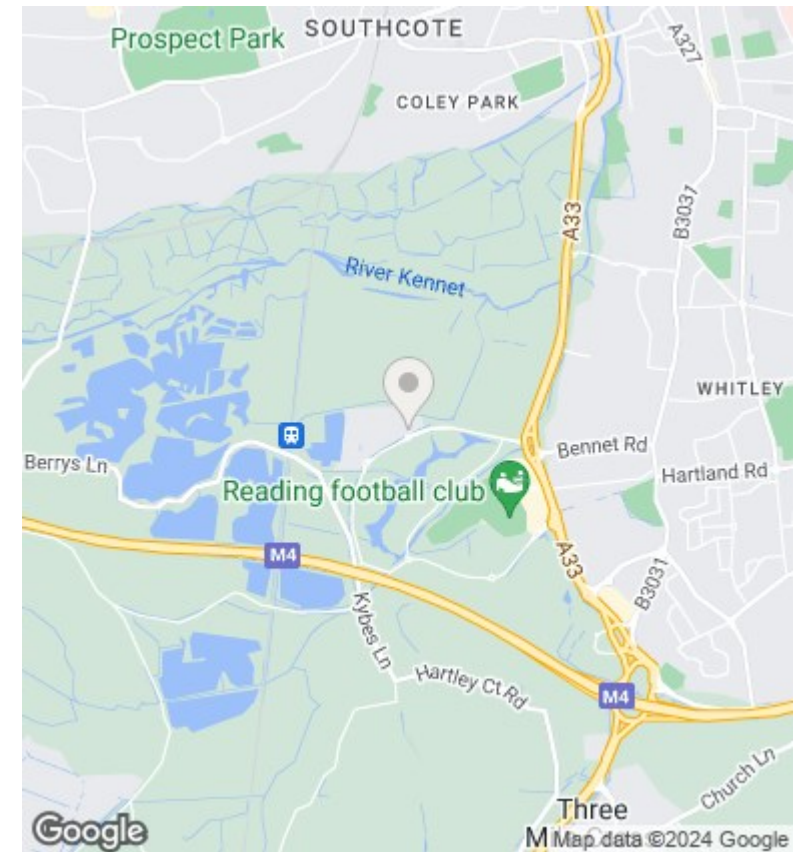 SOUTHCOTE
Prospect Park
A327
COLEY PARK
B3031
A33
River Kennet
WHITLEY
Bennet Rd
Berrys Ln
Hartland Rd
Reading football club
M4
A33
B3031
Kybes Ln
Hartley Ct Rd
M4
Church Ln
Three
M
Google
Map data ©2024 Google